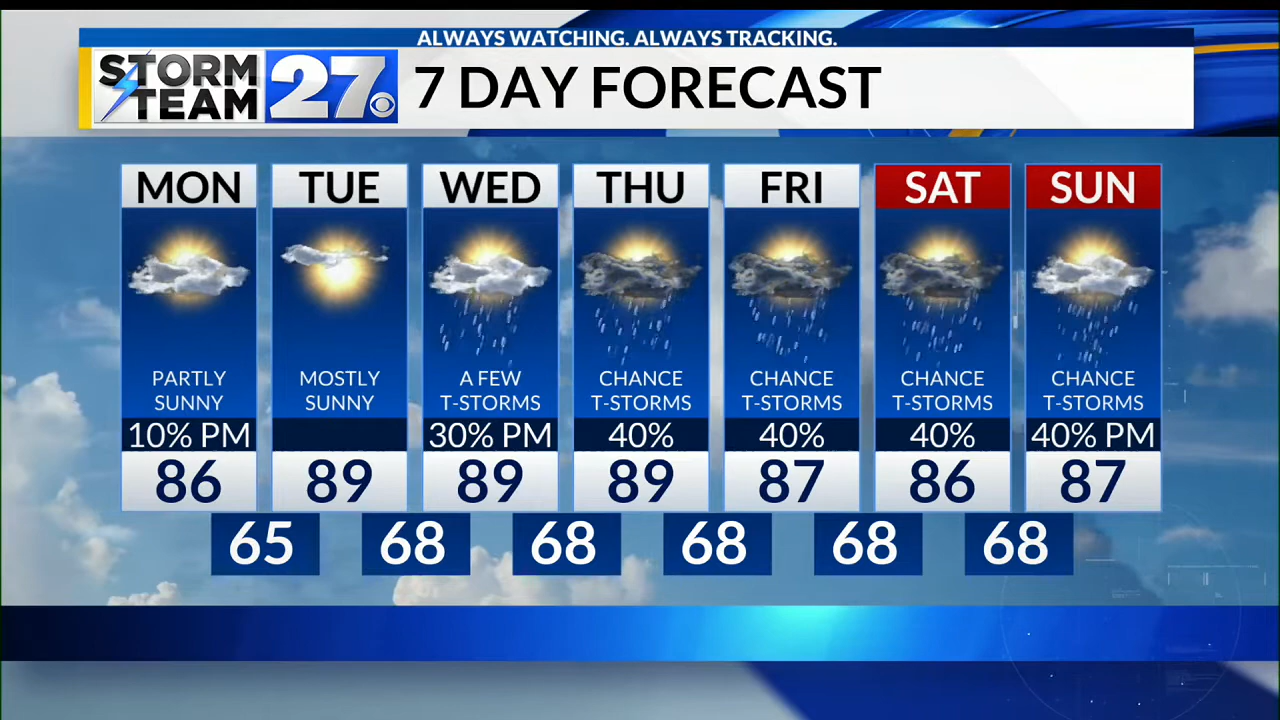 ALWAYS WATCHING. ALWAYS TRACKING.
STORM
TEAM
27
7 DAY FORECAST
MON TUE WED THU FRI SAT SUN
PARTLY MOSTLY A FEW CHANCE CHANCE CHANCE CHANCE
SUNNY SUNNY T-STORMS T-STORMS T-STORMS T-STORMS T-STORMS
10% PM 30% PM 40% 40% 40% 40% PM
86 89 89 89 87 86 87
65 68 68 68 68 68